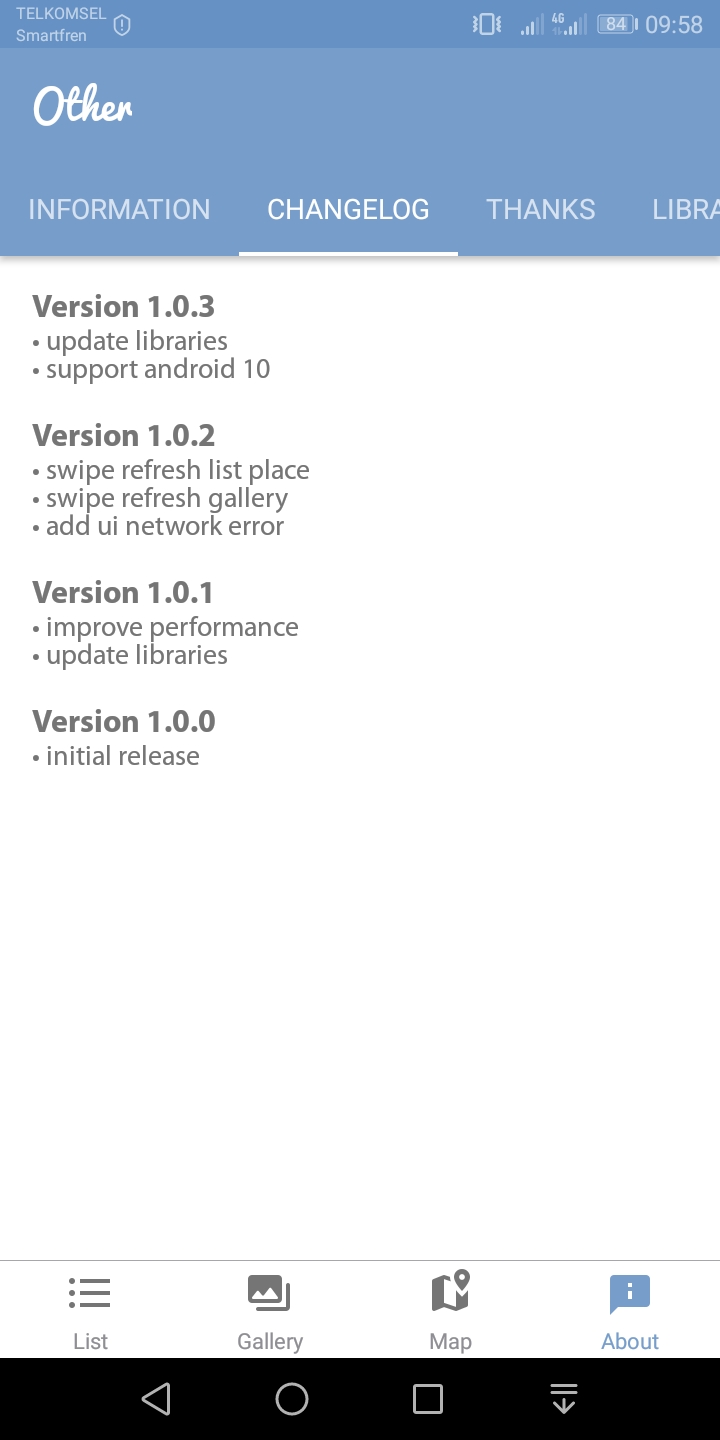 TELKOMSEL
Smartfren
4G 84 09:58
Other
INFORMATION CHANGELOG THANKS LIBRA
Version 1.0.3
• update libraries
• support android 10
Version 1.0.2
• swipe refresh list place
• swipe refresh gallery
• add ui network error
Version 1.0.1
• improve performance
• update libraries
Version 1.0.0
• initial release
List Gallery Map About